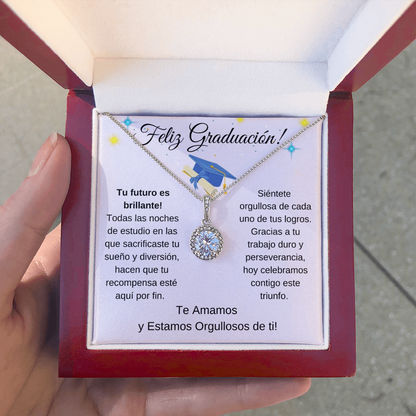 Feliz Graduación!
Tu futuro es
brillante!
Todas las noches
de estudio en las
que sacrificaste tu
sueño y diversión,
hacen que tu
recompensa esté
aquí por fin.
Siéntete
orgullosa de cada
uno de tus logros.
Gracias a tu
trabajo duro y
perseverancia,
hoy celebramos
contigo este
triunfo.
Te Amamos
y Estamos Orgullosos de ti!